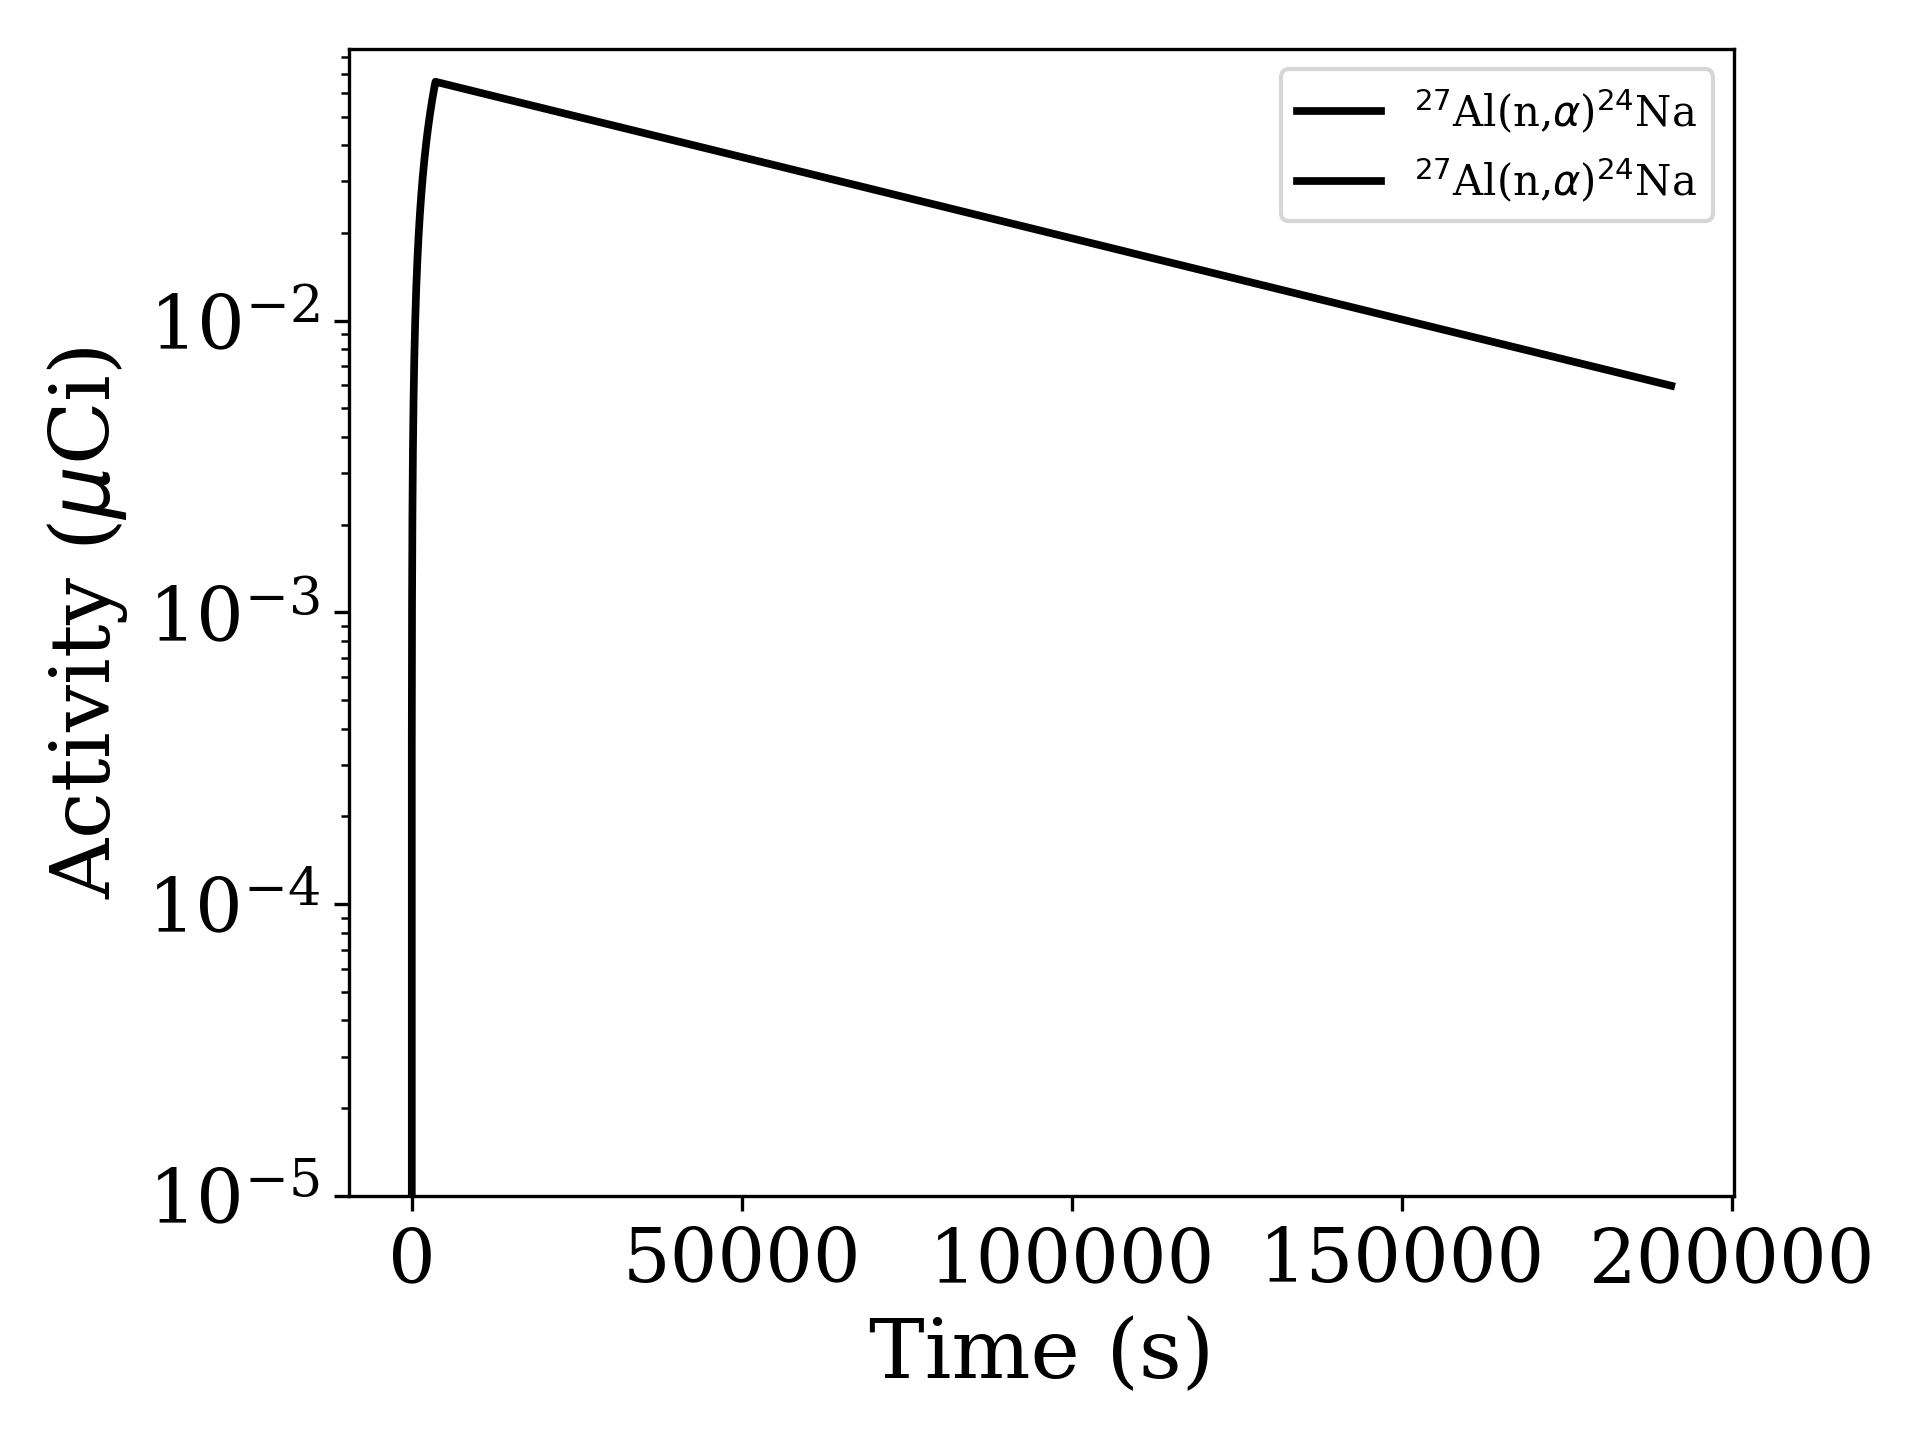 ²⁷Al(n,α)²⁴Na
²⁷Al(n,α)²⁴Na
Activity (μCi)
10⁻²
10⁻³
10⁻⁴
10⁻⁵
0 50000 100000 150000 200000
Time (s)